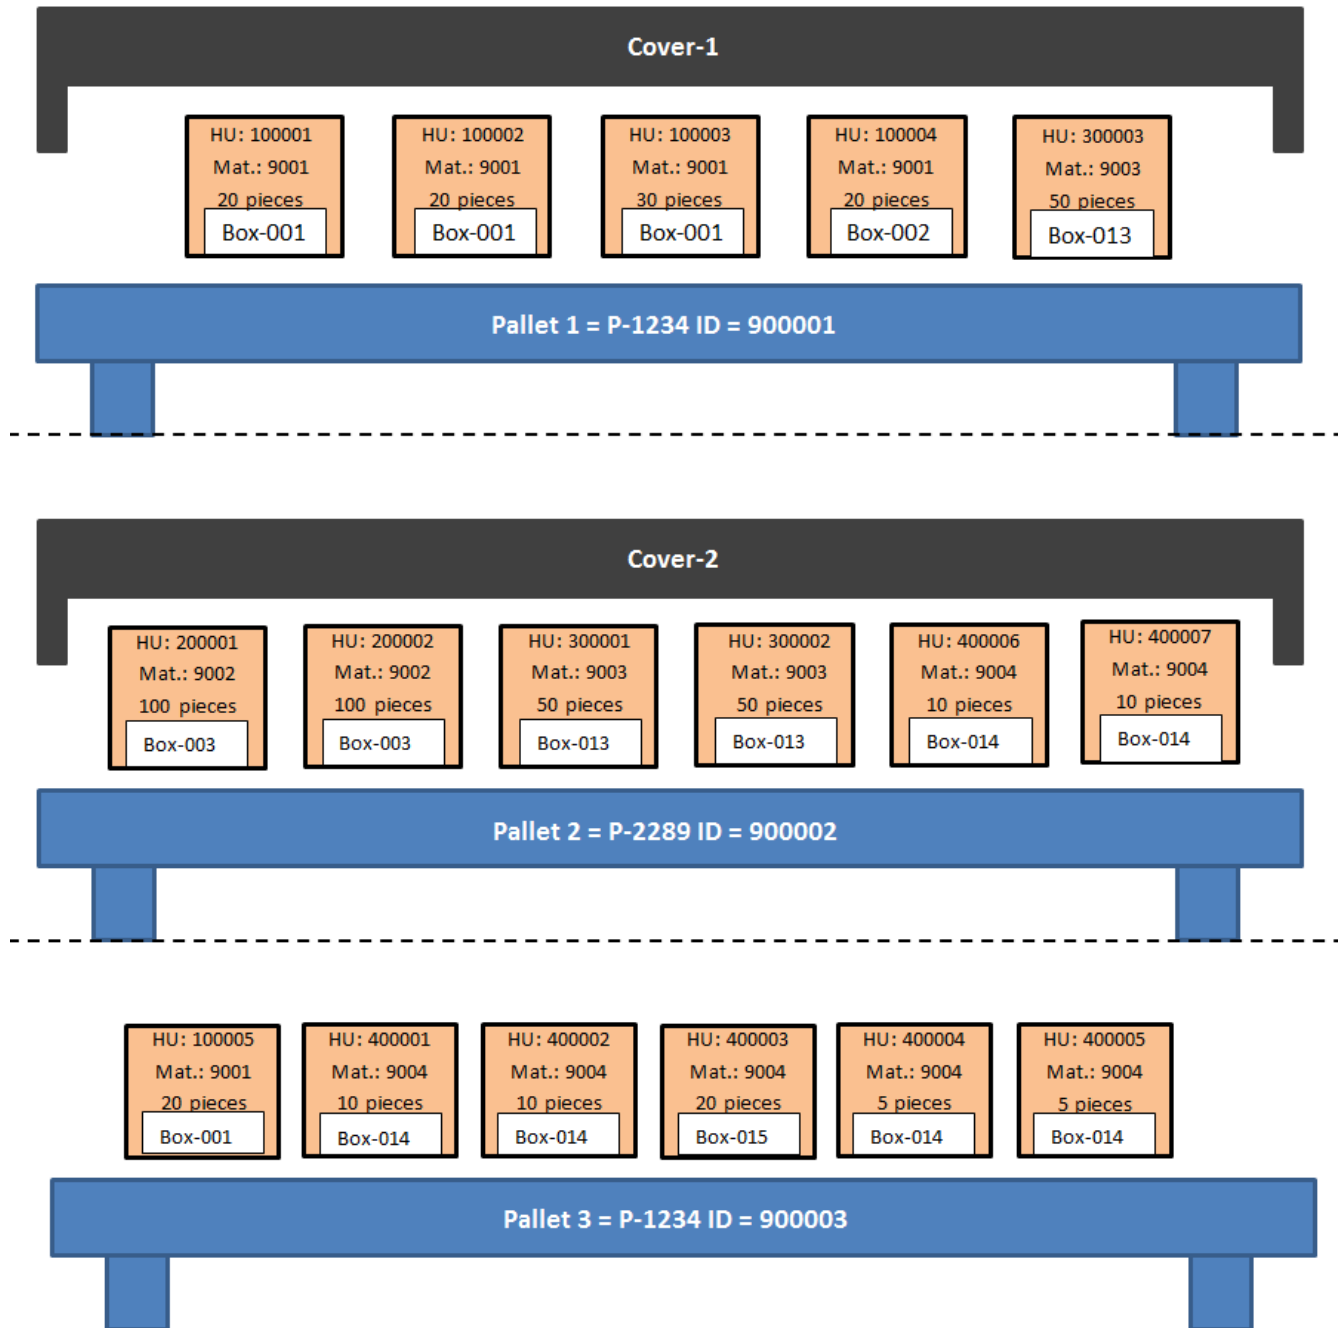 Cover-1
HU: 100001
Mat.: 9001
20 pieces
Box-001
HU: 100002
Mat.: 9001
20 pieces
Box-001
HU: 100003
Mat.: 9001
30 pieces
Box-001
HU: 100004
Mat.: 9001
20 pieces
Box-002
HU: 300003
Mat.: 9003
50 pieces
Box-013
Pallet 1 = P-1234 ID = 900001
Cover-2
HU: 200001
Mat.: 9002
100 pieces
Box-003
HU: 200002
Mat.: 9002
100 pieces
Box-003
HU: 300001
Mat.: 9003
50 pieces
Box-013
HU: 300002
Mat.: 9003
50 pieces
Box-013
HU: 400006
Mat.: 9004
10 pieces
Box-014
HU: 400007
Mat.: 9004
10 pieces
Box-014
Pallet 2 = P-2289 ID = 900002
HU: 100005
Mat.: 9001
20 pieces
Box-001
HU: 400001
Mat.: 9004
10 pieces
Box-014
HU: 400002
Mat.: 9004
10 pieces
Box-014
HU: 400003
Mat.: 9004
20 pieces
Box-015
HU: 400004
Mat.: 9004
5 pieces
Box-014
HU: 400005
Mat.: 9004
5 pieces
Box-014
Pallet 3 = P-1234 ID = 900003